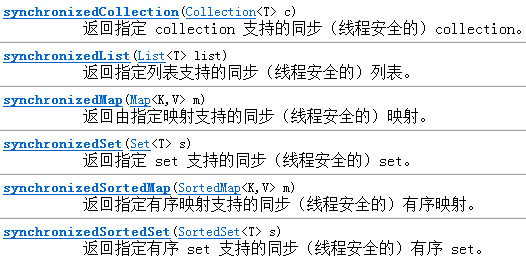 synchronizedCollection(Collection<T> c)
返回指定 collection 支持的同步（线程安全的）collection。
synchronizedList(List<T> list)
返回指定列表支持的同步（线程安全的）列表。
synchronizedMap(Map<K,V> m)
返回由指定映射支持的同步（线程安全的）映射。
synchronizedSet(Set<T> s)
返回指定 set 支持的同步（线程安全的）set。
synchronizedSortedMap(SortedMap<K,V> m)
返回指定有序映射支持的同步（线程安全的）有序映射。
synchronizedSortedSet(SortedSet<T> s)
返回指定有序 set 支持的同步（线程安全的）有序 set。